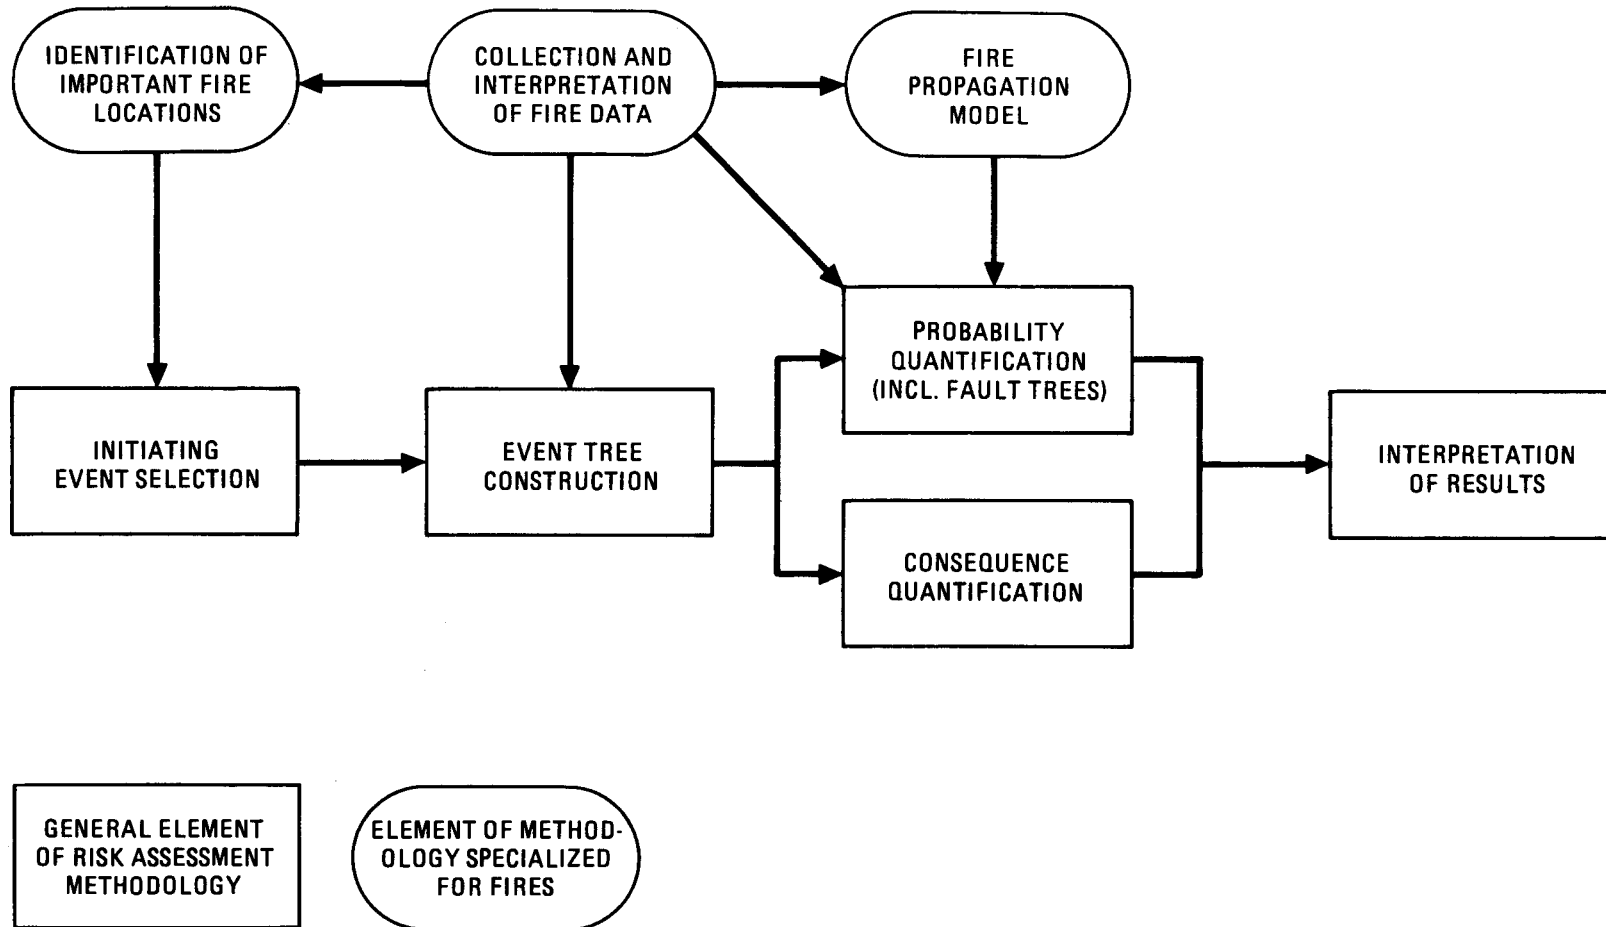 IDENTIFICATION OF
IMPORTANT FIRE
LOCATIONS
COLLECTION AND
INTERPRETATION
OF FIRE DATA
FIRE
PROPAGATION
MODEL
PROBABILITY
QUANTIFICATION
(INCL. FAULT TREES)
INITIATING
EVENT SELECTION
EVENT TREE
CONSTRUCTION
INTERPRETATION
OF RESULTS
CONSEQUENCE
QUANTIFICATION
GENERAL ELEMENT
OF RISK ASSESSMENT
METHODOLOGY
ELEMENT OF METHOD-
OLOGY SPECIALIZED
FOR FIRES